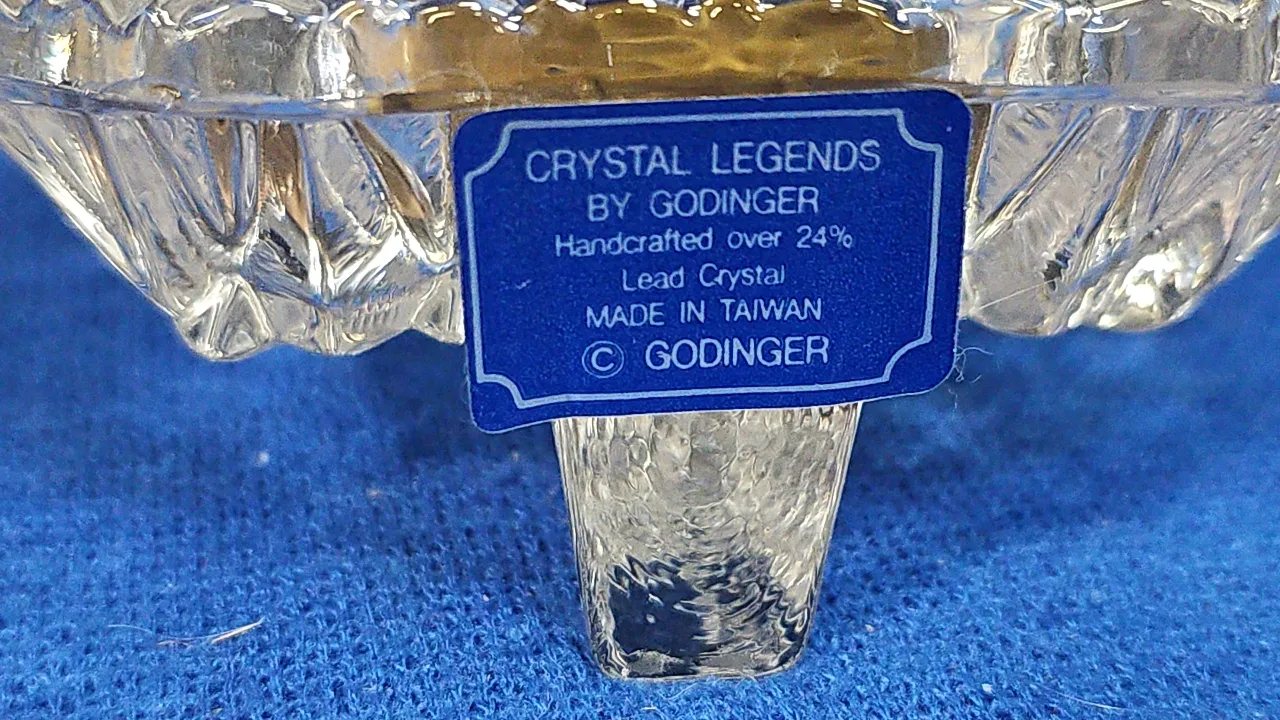 CRYSTAL LEGENDS
BY GODINGER
Handcrafted over 24%
Lead Crystal
MADE IN TAIWAN
© GODINGER